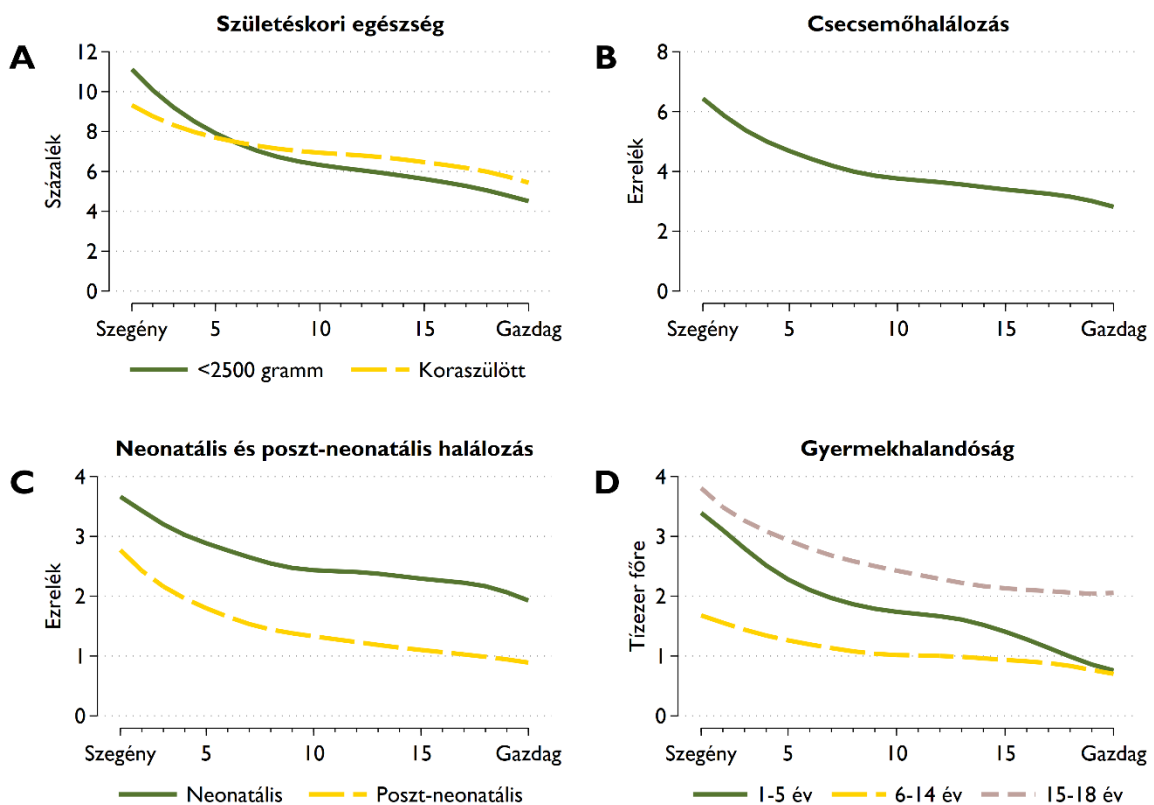 A
Születéskori egészség
Százalék
12
10
8
6
4
2
0
Szegény 5 10 15 Gazdag
<2500 gramm Koraszülött
B
Csecsemőhalálozás
Ezrelék
8
6
4
2
0
Szegény 5 10 15 Gazdag
C
Neonatális és poszt-neonatális halálozás
Ezrelék
4
3
2
1
0
Szegény 5 10 15 Gazdag
Neonatális Poszt-neonatális
D
Gyermekhalandóság
Tízezer főre
4
3
2
1
0
Szegény 5 10 15 Gazdag
1-5 év 6-14 év 15-18 év